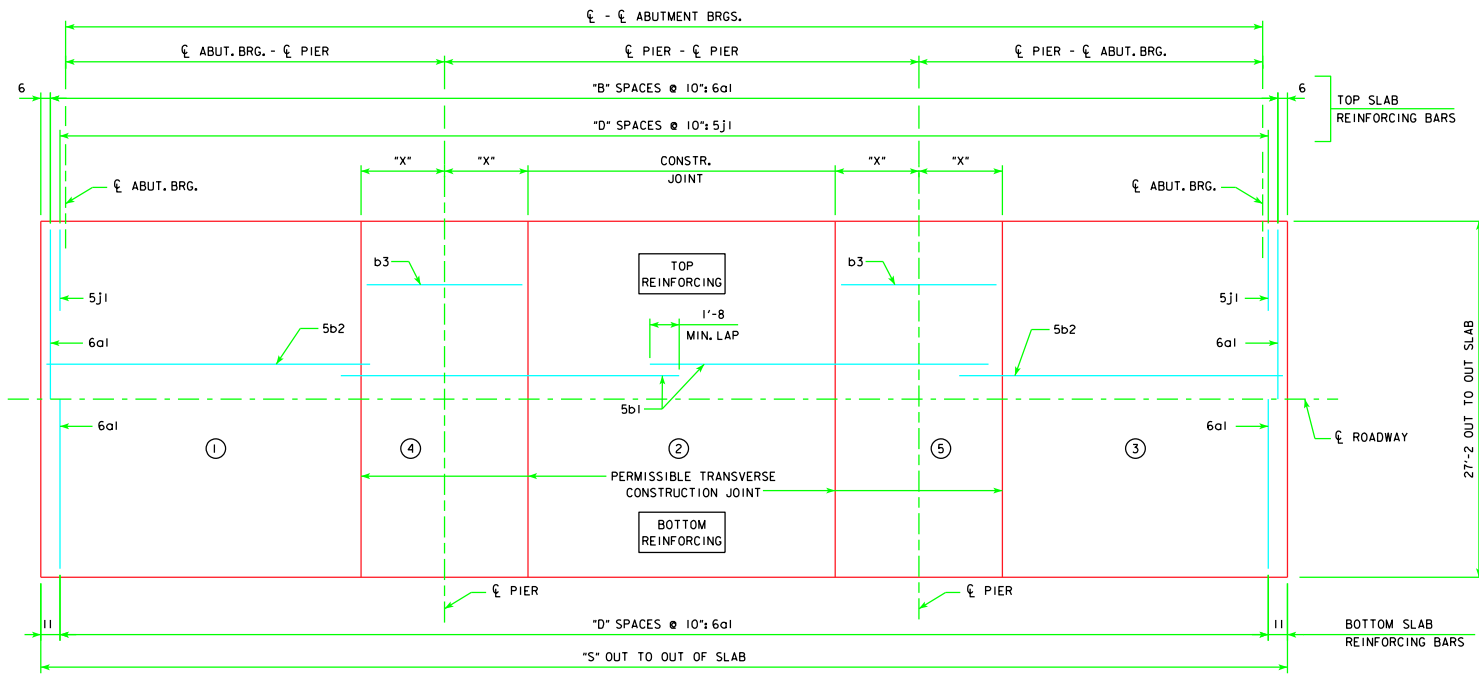 ℄ - ℄ ABUTMENT BRGS.
℄ ABUT.BRG. - ℄ PIER
℄ PIER - ℄ PIER
℄ PIER - ℄ ABUT.BRG.
6
"B" SPACES @ 10": 6a1
6
TOP SLAB
REINFORCING BARS
"D" SPACES @ 10": 5j1
"X"
"X"
CONSTR.
JOINT
"X"
"X"
℄ ABUT.BRG.
℄ ABUT.BRG.
b3
TOP
REINFORCING
b3
5j1
5j1
1'-8
MIN. LAP
5b2
5b2
6a1
6a1
5b1
6a1
6a1
℄ ROADWAY
27'-2 OUT TO OUT SLAB
1
4
2
5
3
PERMISSIBLE TRANSVERSE
CONSTRUCTION JOINT
BOTTOM
REINFORCING
℄ PIER
℄ PIER
11
"D" SPACES @ 10": 6a1
11
BOTTOM SLAB
REINFORCING BARS
"S" OUT TO OUT OF SLAB